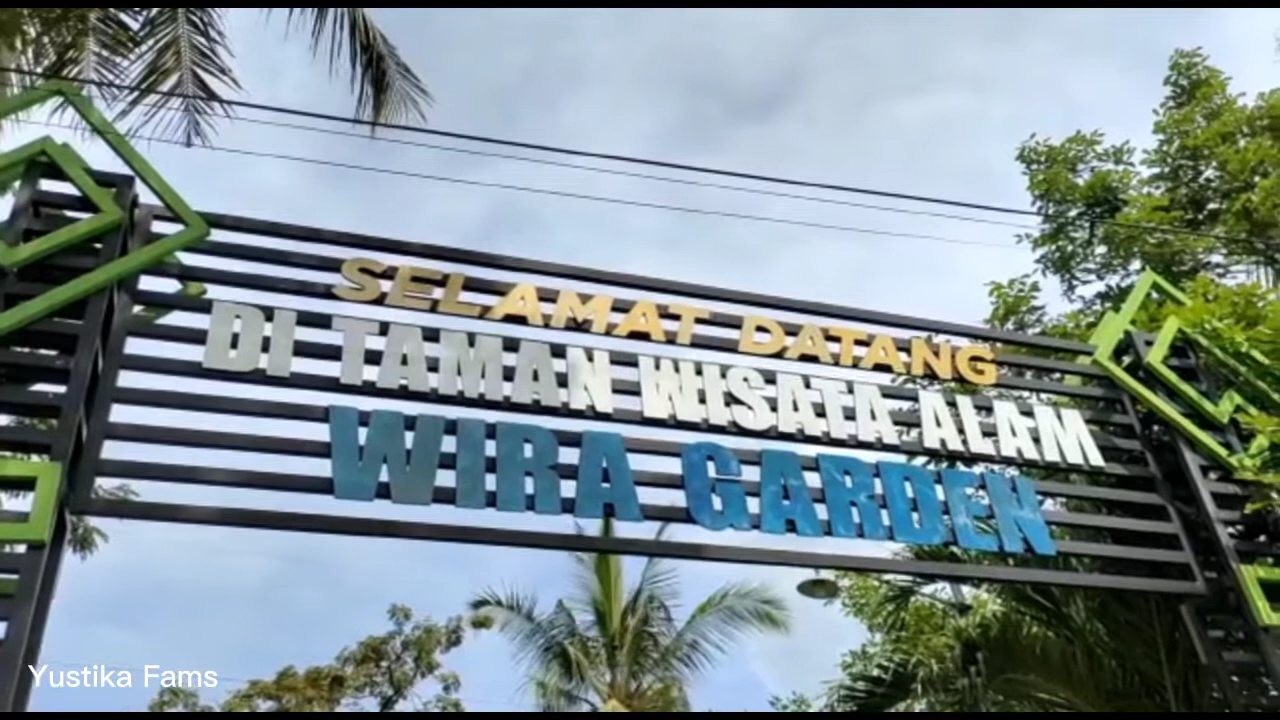 SELAMAT DATANG
DI TAMAN WISATA ALAM
WIRA GARDEN
Yustika Fams